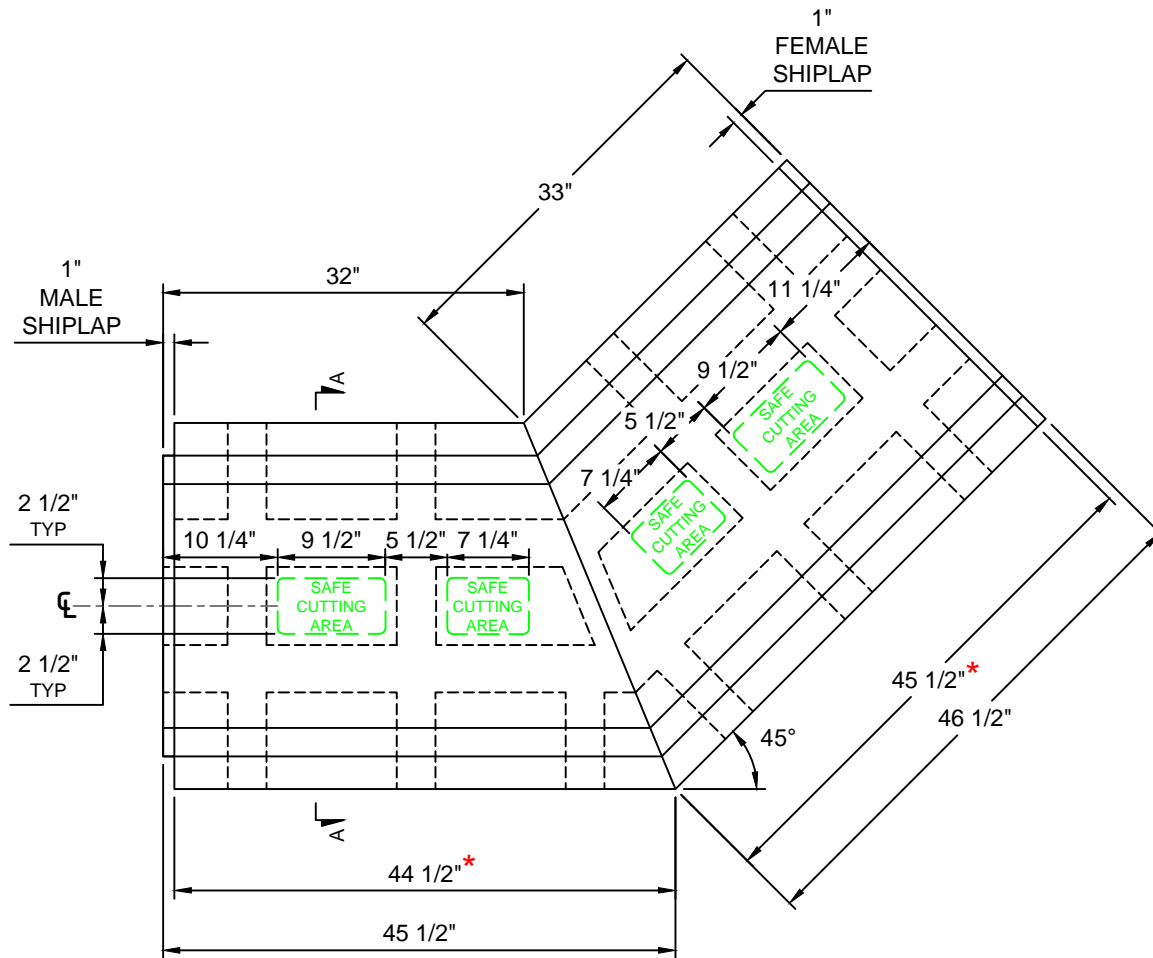 1"
FEMALE
SHIPLAP
33"
1"
MALE
SHIPLAP
32"
11 1/4"
9 1/2"
5 1/2"
7 1/4"
SAFE
CUTTING
AREA
SAFE
CUTTING
AREA
A
2 1/2"
TYP
10 1/4"
9 1/2"
5 1/2"
7 1/4"
SAFE
CUTTING
AREA
SAFE
CUTTING
AREA
CL
2 1/2"
TYP
45 1/2"*
46 1/2"
45°
A
44 1/2"*
45 1/2"